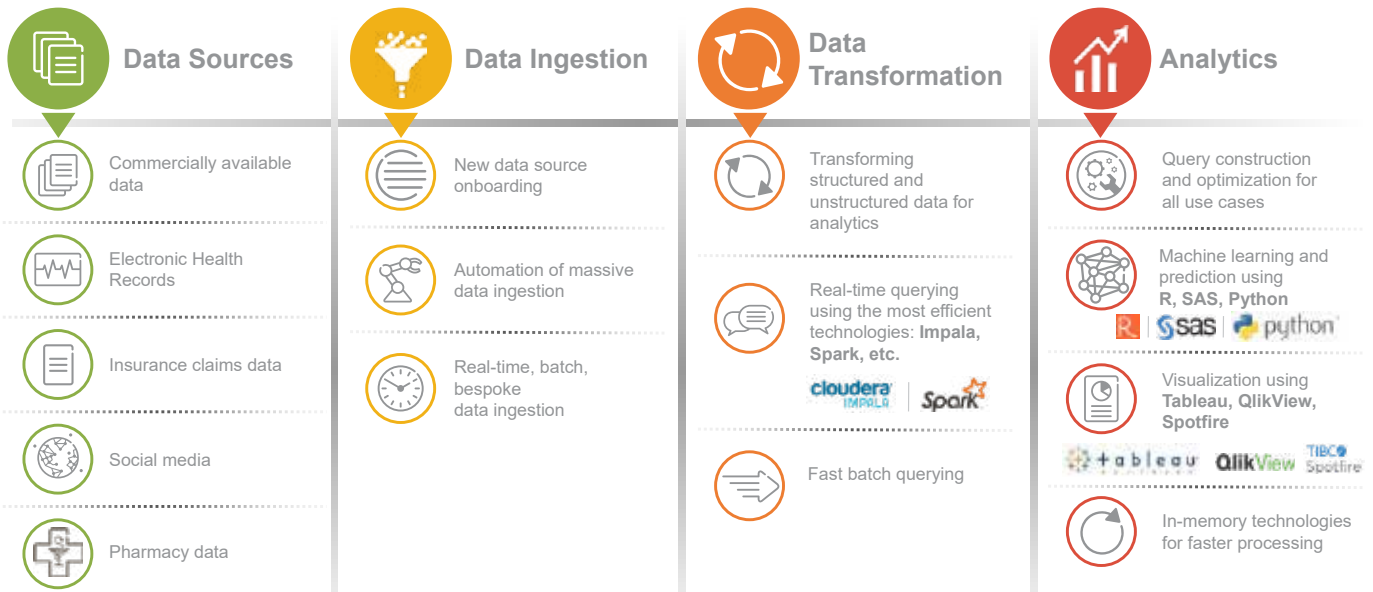 Data Sources
Commercially available
data
Electronic Health
Records
Insurance claims data
Social media
Pharmacy data
Data Ingestion
New data source
onboarding
Automation of massive
data ingestion
Real-time, batch,
bespoke
data ingestion
Data
Transformation
Transforming
structured and
unstructured data for
analytics
Real-time querying
using the most efficient
technologies: Impala,
Spark, etc.
cloudera
IMPALA
Spark
Fast batch querying
Analytics
Query construction
and optimization for
all use cases
Machine learning and
prediction using
R, SAS, Python
R
sas
python
Visualization using
Tableau, QlikView,
Spotfire
tableau
QlikView
TIBCO
Spotfire
In-memory technologies
for faster processing